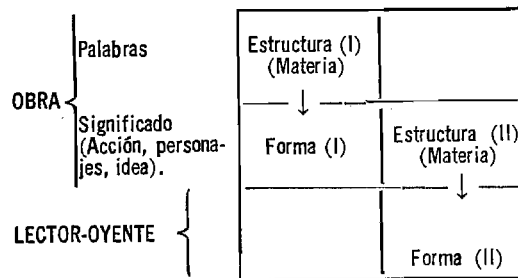 Palabras
Estructura (I)
(Materia)
↓
OBRA
Significado
(Acción, persona-
jes, idea).
Forma (I)
Estructura (II)
(Materia)
↓
LECTOR-OYENTE
Forma (II)